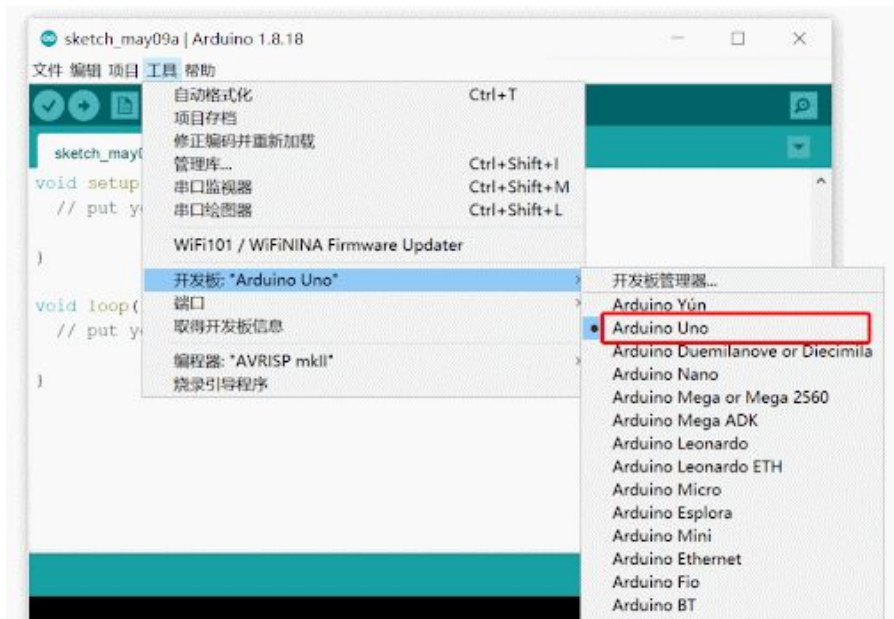 sketch_may09a | Arduino 1.8.18
文件 编辑 项目 工具 帮助
自动格式化 Ctrl+T
项目存档
修正编码并重新加载
管理库... Ctrl+Shift+I
串口监视器 Ctrl+Shift+M
串口绘图器 Ctrl+Shift+L
WiFi101 / WiFiNINA Firmware Updater
开发板: "Arduino Uno"
端口
取得开发板信息
编程器: "AVRISP mkII"
烧录引导程序
sketch_may
void setup
// put y
}
void loop(
// put y
}
开发板管理器...
Arduino Yún
Arduino Uno
Arduino Duemilanove or Diecimila
Arduino Nano
Arduino Mega or Mega 2560
Arduino Mega ADK
Arduino Leonardo
Arduino Leonardo ETH
Arduino Micro
Arduino Esplora
Arduino Mini
Arduino Ethernet
Arduino Fio
Arduino BT